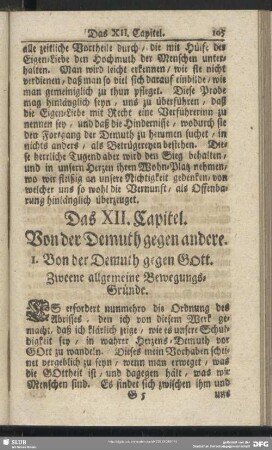 Das XII. Capitel. 105
alle zeitliche Vortheile durch, die mit Hülfe der
Eigen-Liebe den Hochmuth der Menschen unter-
halten. Man wird leicht erkennen, wie sie nicht
verdienen, daß man so viel sich darauf einbilde, wie
man gemeiniglich zu thun pfleget. Diese Probe
mag hinlänglich seyn, uns zu überführen, daß
die Eigen-Liebe mit Recht eine Verführerinn zu
nennen sey, und daß die Hindernisse, wodurch sie
den Fortgang der Demuth zu hemmen suchet, in
nichts anders, als Betrügereyen bestehen. Die-
se herrliche Tugend aber wird den Sieg behalten,
und in unsern Herzen ihren Wohn-Platz nehmen,
wo wir fleißig an unsere Nichtigkeit gedenken, von
welcher uns so wohl die Vernunft, als Offenba-
rung hinlänglich überzeuget.
Das XII. Capitel.
Von der Demuth gegen andere.
1. Von der Demuth gegen GOtt.
Zweene allgemeine Bewegungs-
Gründe.
ES erfordert nunmehro die Ordnung des
Abrisses, den ich von diesem Werk ge-
macht, daß ich klärlich zeige, wie es unsere Schul-
digkeit sey, in wahrer Herzens-Demuth vor
GOtt zu wandeln. Dieses mein Vorhaben schei-
net vergeblich zu seyn, wenn man erweget, was
die GOttheit ist, und dagegen hält, was wir
Menschen sind. Es findet sich zwischen ihm und
G 5 uns
SLUB